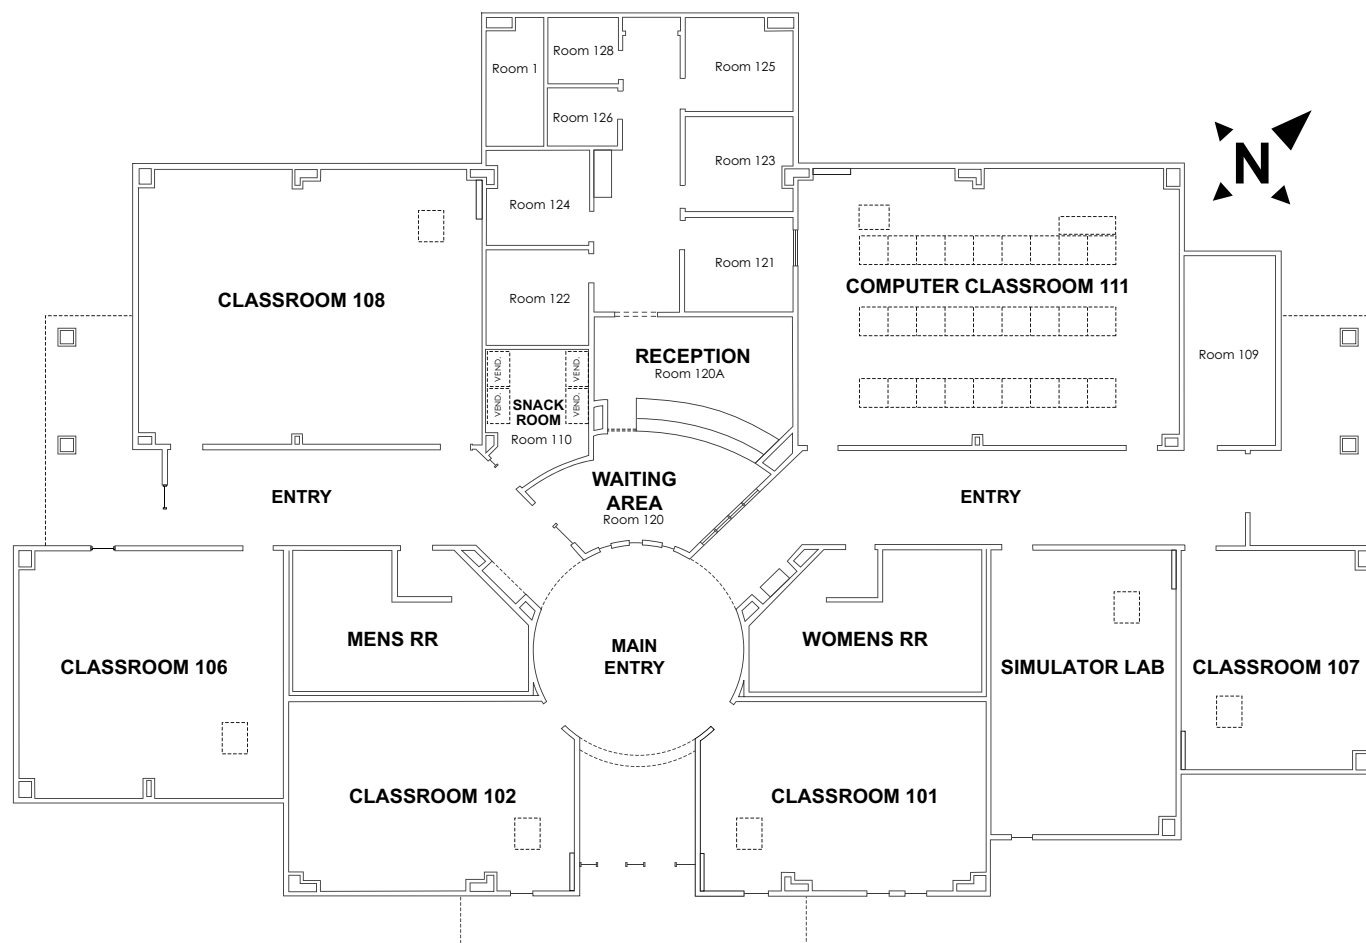 Room 1
Room 128
Room 125
Room 126
Room 123
Room 124
Room 121
Room 122
N
CLASSROOM 108
COMPUTER CLASSROOM 111
Room 109
RECEPTION
Room 120A
VEND.
VEND.
VEND.
VEND.
SNACK
ROOM
Room 110
WAITING
AREA
Room 120
ENTRY
ENTRY
MENS RR
MAIN
ENTRY
WOMENS RR
CLASSROOM 106
SIMULATOR LAB
CLASSROOM 107
CLASSROOM 102
CLASSROOM 101